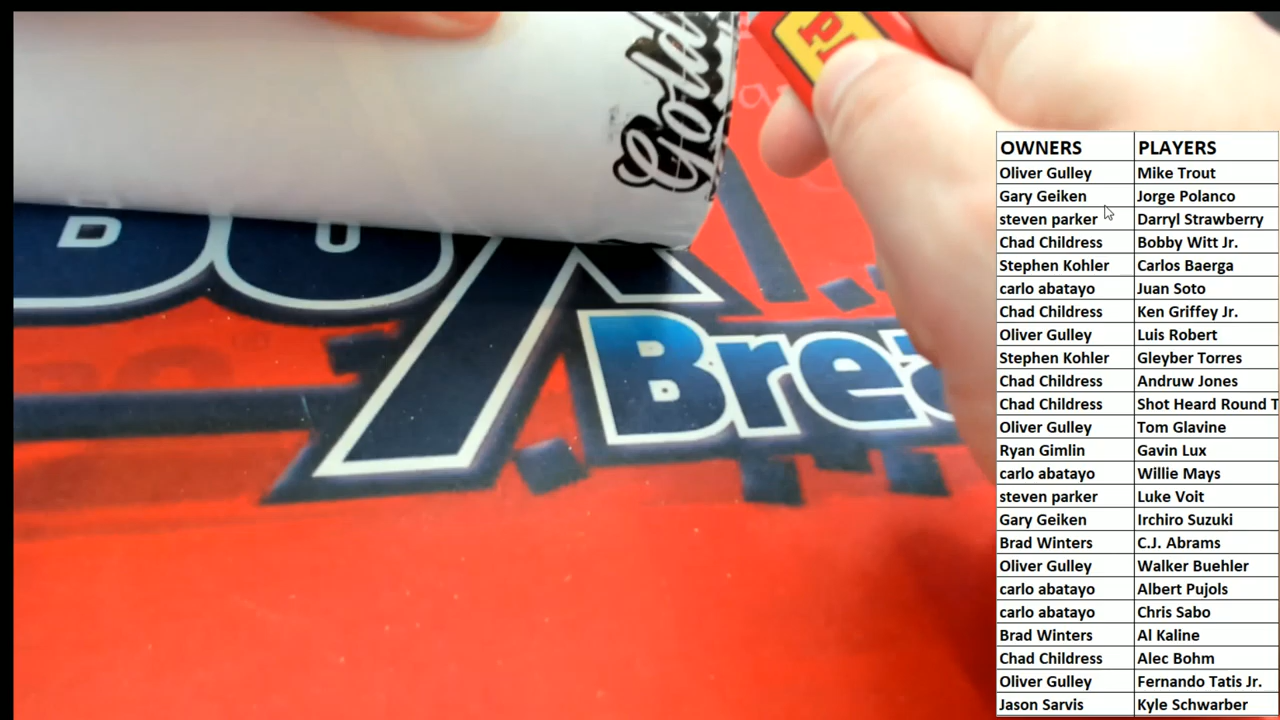 Gold
PI
BO
Brea
OWNERS PLAYERS
Oliver Gulley Mike Trout
Gary Geiken Jorge Polanco
steven parker Darryl Strawberry
Chad Childress Bobby Witt Jr.
Stephen Kohler Carlos Baerga
carlo abatayo Juan Soto
Chad Childress Ken Griffey Jr.
Oliver Gulley Luis Robert
Stephen Kohler Gleyber Torres
Chad Childress Andruw Jones
Chad Childress Shot Heard Round T
Oliver Gulley Tom Glavine
Ryan Gimlin Gavin Lux
carlo abatayo Willie Mays
steven parker Luke Voit
Gary Geiken Irchiro Suzuki
Brad Winters C.J. Abrams
Oliver Gulley Walker Buehler
carlo abatayo Albert Pujols
carlo abatayo Chris Sabo
Brad Winters Al Kaline
Chad Childress Alec Bohm
Oliver Gulley Fernando Tatis Jr.
Jason Sarvis Kyle Schwarber